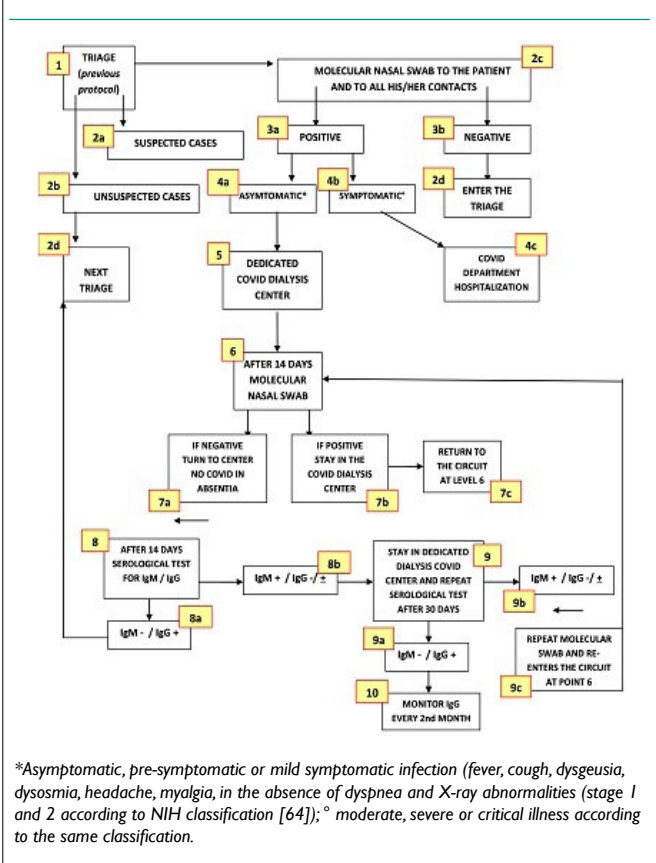 1
TRIAGE
(previous
protocol)
2c
MOLECULAR NASAL SWAB TO THE PATIENT
AND TO ALL HIS/HER CONTACTS
2a
SUSPECTED CASES
3a
POSITIVE
3b
NEGATIVE
2b
UNSUSPECTED CASES
4a
ASYMTOMATIC*
4b
SYMPTOMATIC°
2d
ENTER THE
TRIAGE
2d
NEXT
TRIAGE
5
DEDICATED
COVID DIALYSIS
CENTER
4c
COVID
DEPARTMENT
HOSPITALIZATION
6
AFTER 14 DAYS
MOLECULAR
NASAL SWAB
IF NEGATIVE
TURN TO CENTER
NO COVID IN
ABSENTIA
7a
IF POSITIVE
STAY IN THE
COVID DIALYSIS
CENTER
7b
RETURN TO
THE CIRCUIT
AT LEVEL 6
7c
8
AFTER 14 DAYS
SEROLOGICAL TEST
FOR IgM / IgG
8b
IgM + / IgG -/ ±
9
STAY IN DEDICATED
DIALYSIS COVID
CENTER AND REPEAT
SEROLOGICAL TEST
AFTER 30 DAYS
IgM + / IgG -/ ±
9b
8a
IgM - / IgG +
9a
IgM - / IgG +
REPEAT MOLECULAR
SWAB AND RE-
ENTERS THE CIRCUIT
AT POINT 6
9c
10
MONITOR IgG
EVERY 2nd MONTH
*Asymptomatic, pre-symptomatic or mild symptomatic infection (fever, cough, dysgeusia,
dysosmia, headache, myalgia, in the absence of dyspnea and X-ray abnormalities (stage 1
and 2 according to NIH classification [64]); ° moderate, severe or critical illness according
to the same classification.